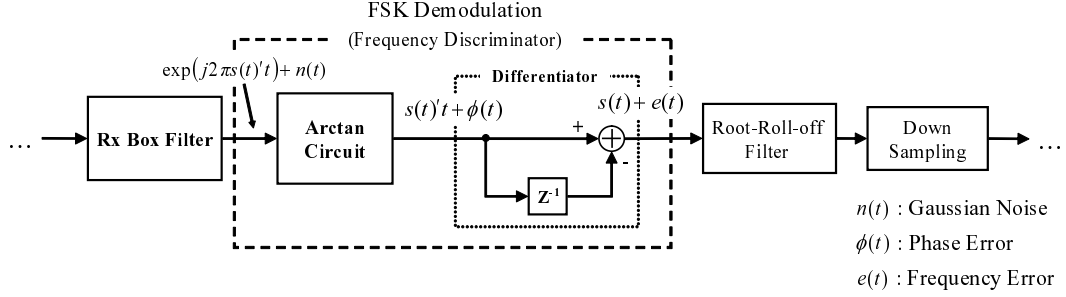 FSK Demodulation
(Frequency Discriminator)
exp(j2πs(t)'t)+ n(t)
Differentiator
s(t)'t+ϕ(t)
s(t)+ e(t)
... Rx Box Filter
Arctan
Circuit
+
-
Z⁻¹
Root-Roll-off
Filter
Down
Sampling
...
n(t) : Gaussian Noise
ϕ(t) : Phase Error
e(t) : Frequency Error